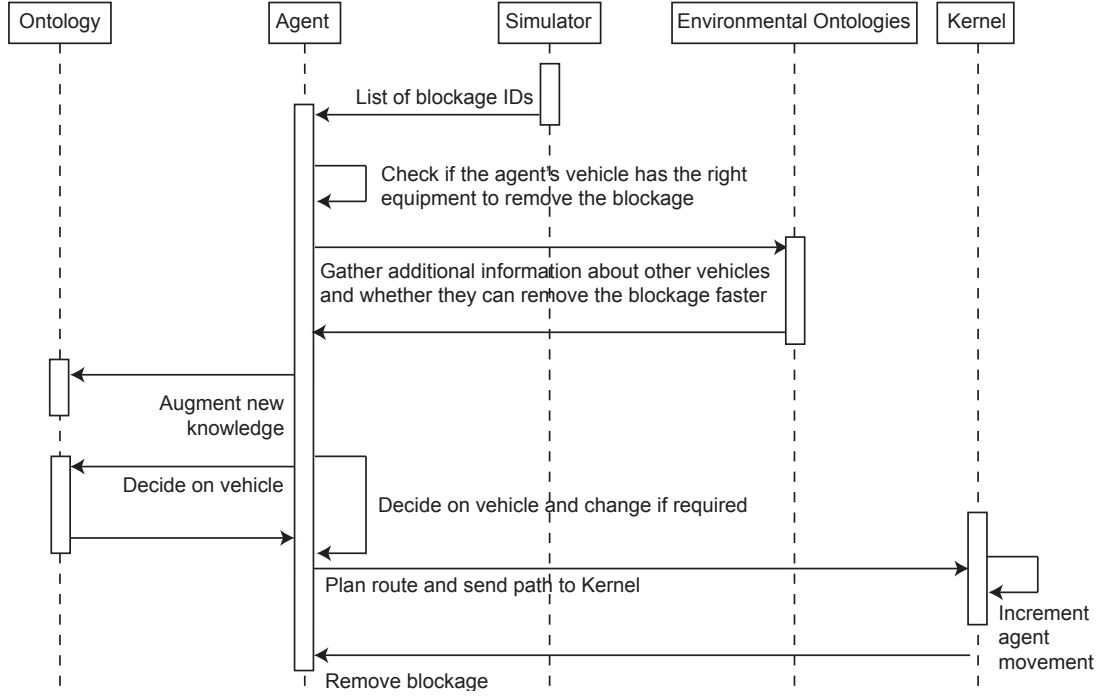 Ontology
Agent
Simulator
Environmental Ontologies
Kernel
List of blockage IDs
Check if the agent's vehicle has the right
equipment to remove the blockage
Gather additional information about other vehicles
and whether they can remove the blockage faster
Augment new
knowledge
Decide on vehicle
Decide on vehicle and change if required
Plan route and send path to Kernel
Increment
agent
movement
Remove blockage